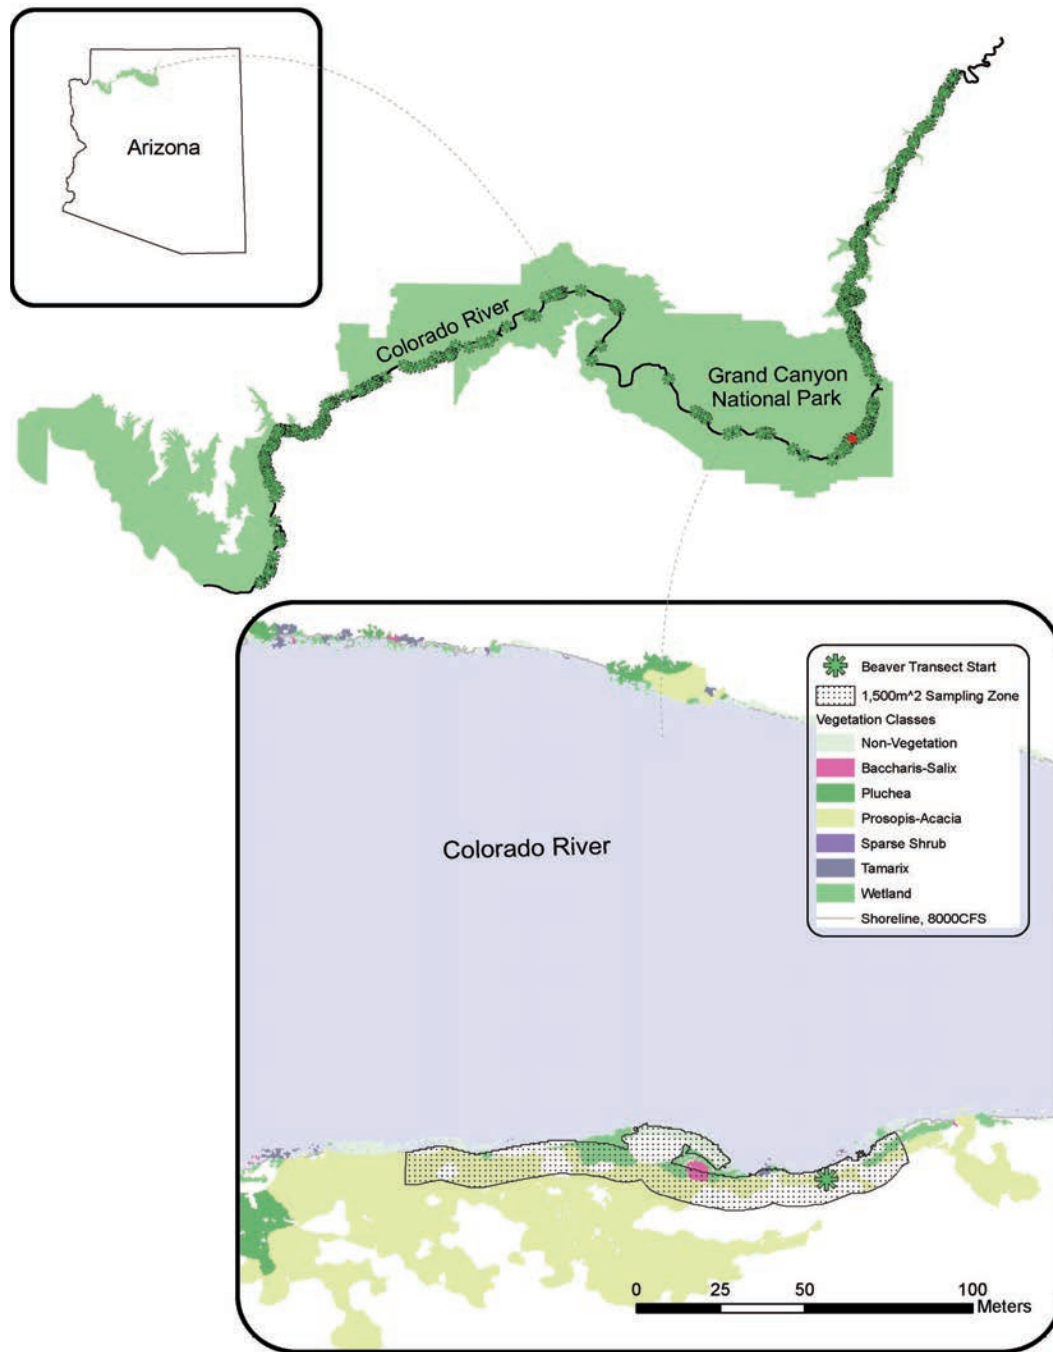 Arizona
Colorado River
Grand Canyon
National Park
Beaver Transect Start
1,500m^2 Sampling Zone
Vegetation Classes
Non-Vegetation
Baccharis-Salix
Pluchea
Prosopis-Acacia
Sparse Shrub
Tamarix
Wetland
Shoreline, 8000CFS
Colorado River
0 25 50 100
Meters